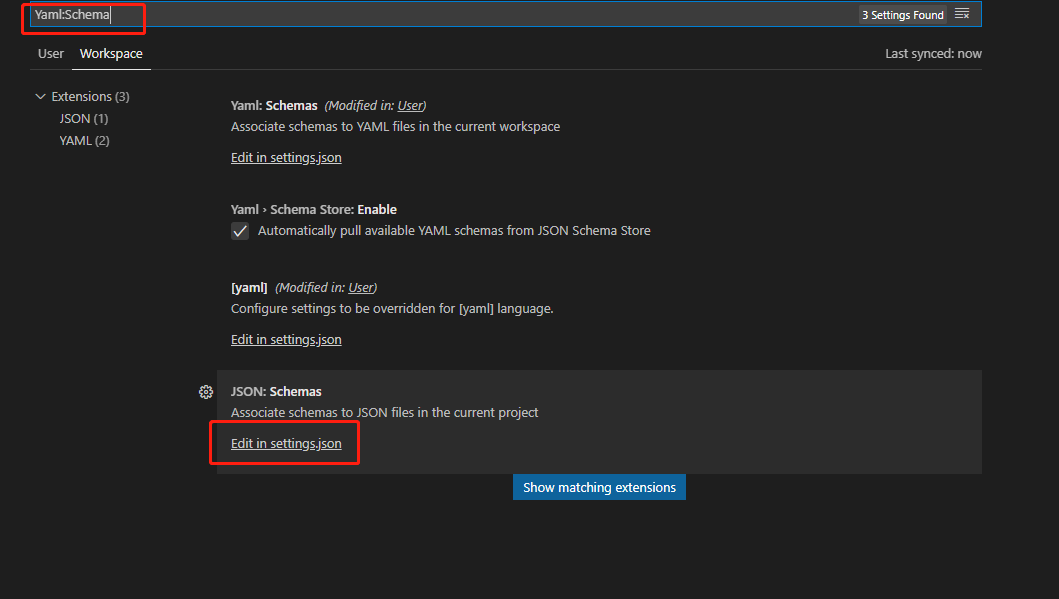 Yaml:Schema
3 Settings Found
User Workspace
Last synced: now
Extensions (3)
JSON (1)
YAML (2)
Yaml: Schemas (Modified in: User)
Associate schemas to YAML files in the current workspace
Edit in settings.json
Yaml › Schema Store: Enable
Automatically pull available YAML schemas from JSON Schema Store
[yaml] (Modified in: User)
Configure settings to be overridden for [yaml] language.
Edit in settings.json
JSON: Schemas
Associate schemas to JSON files in the current project
Edit in settings.json
Show matching extensions